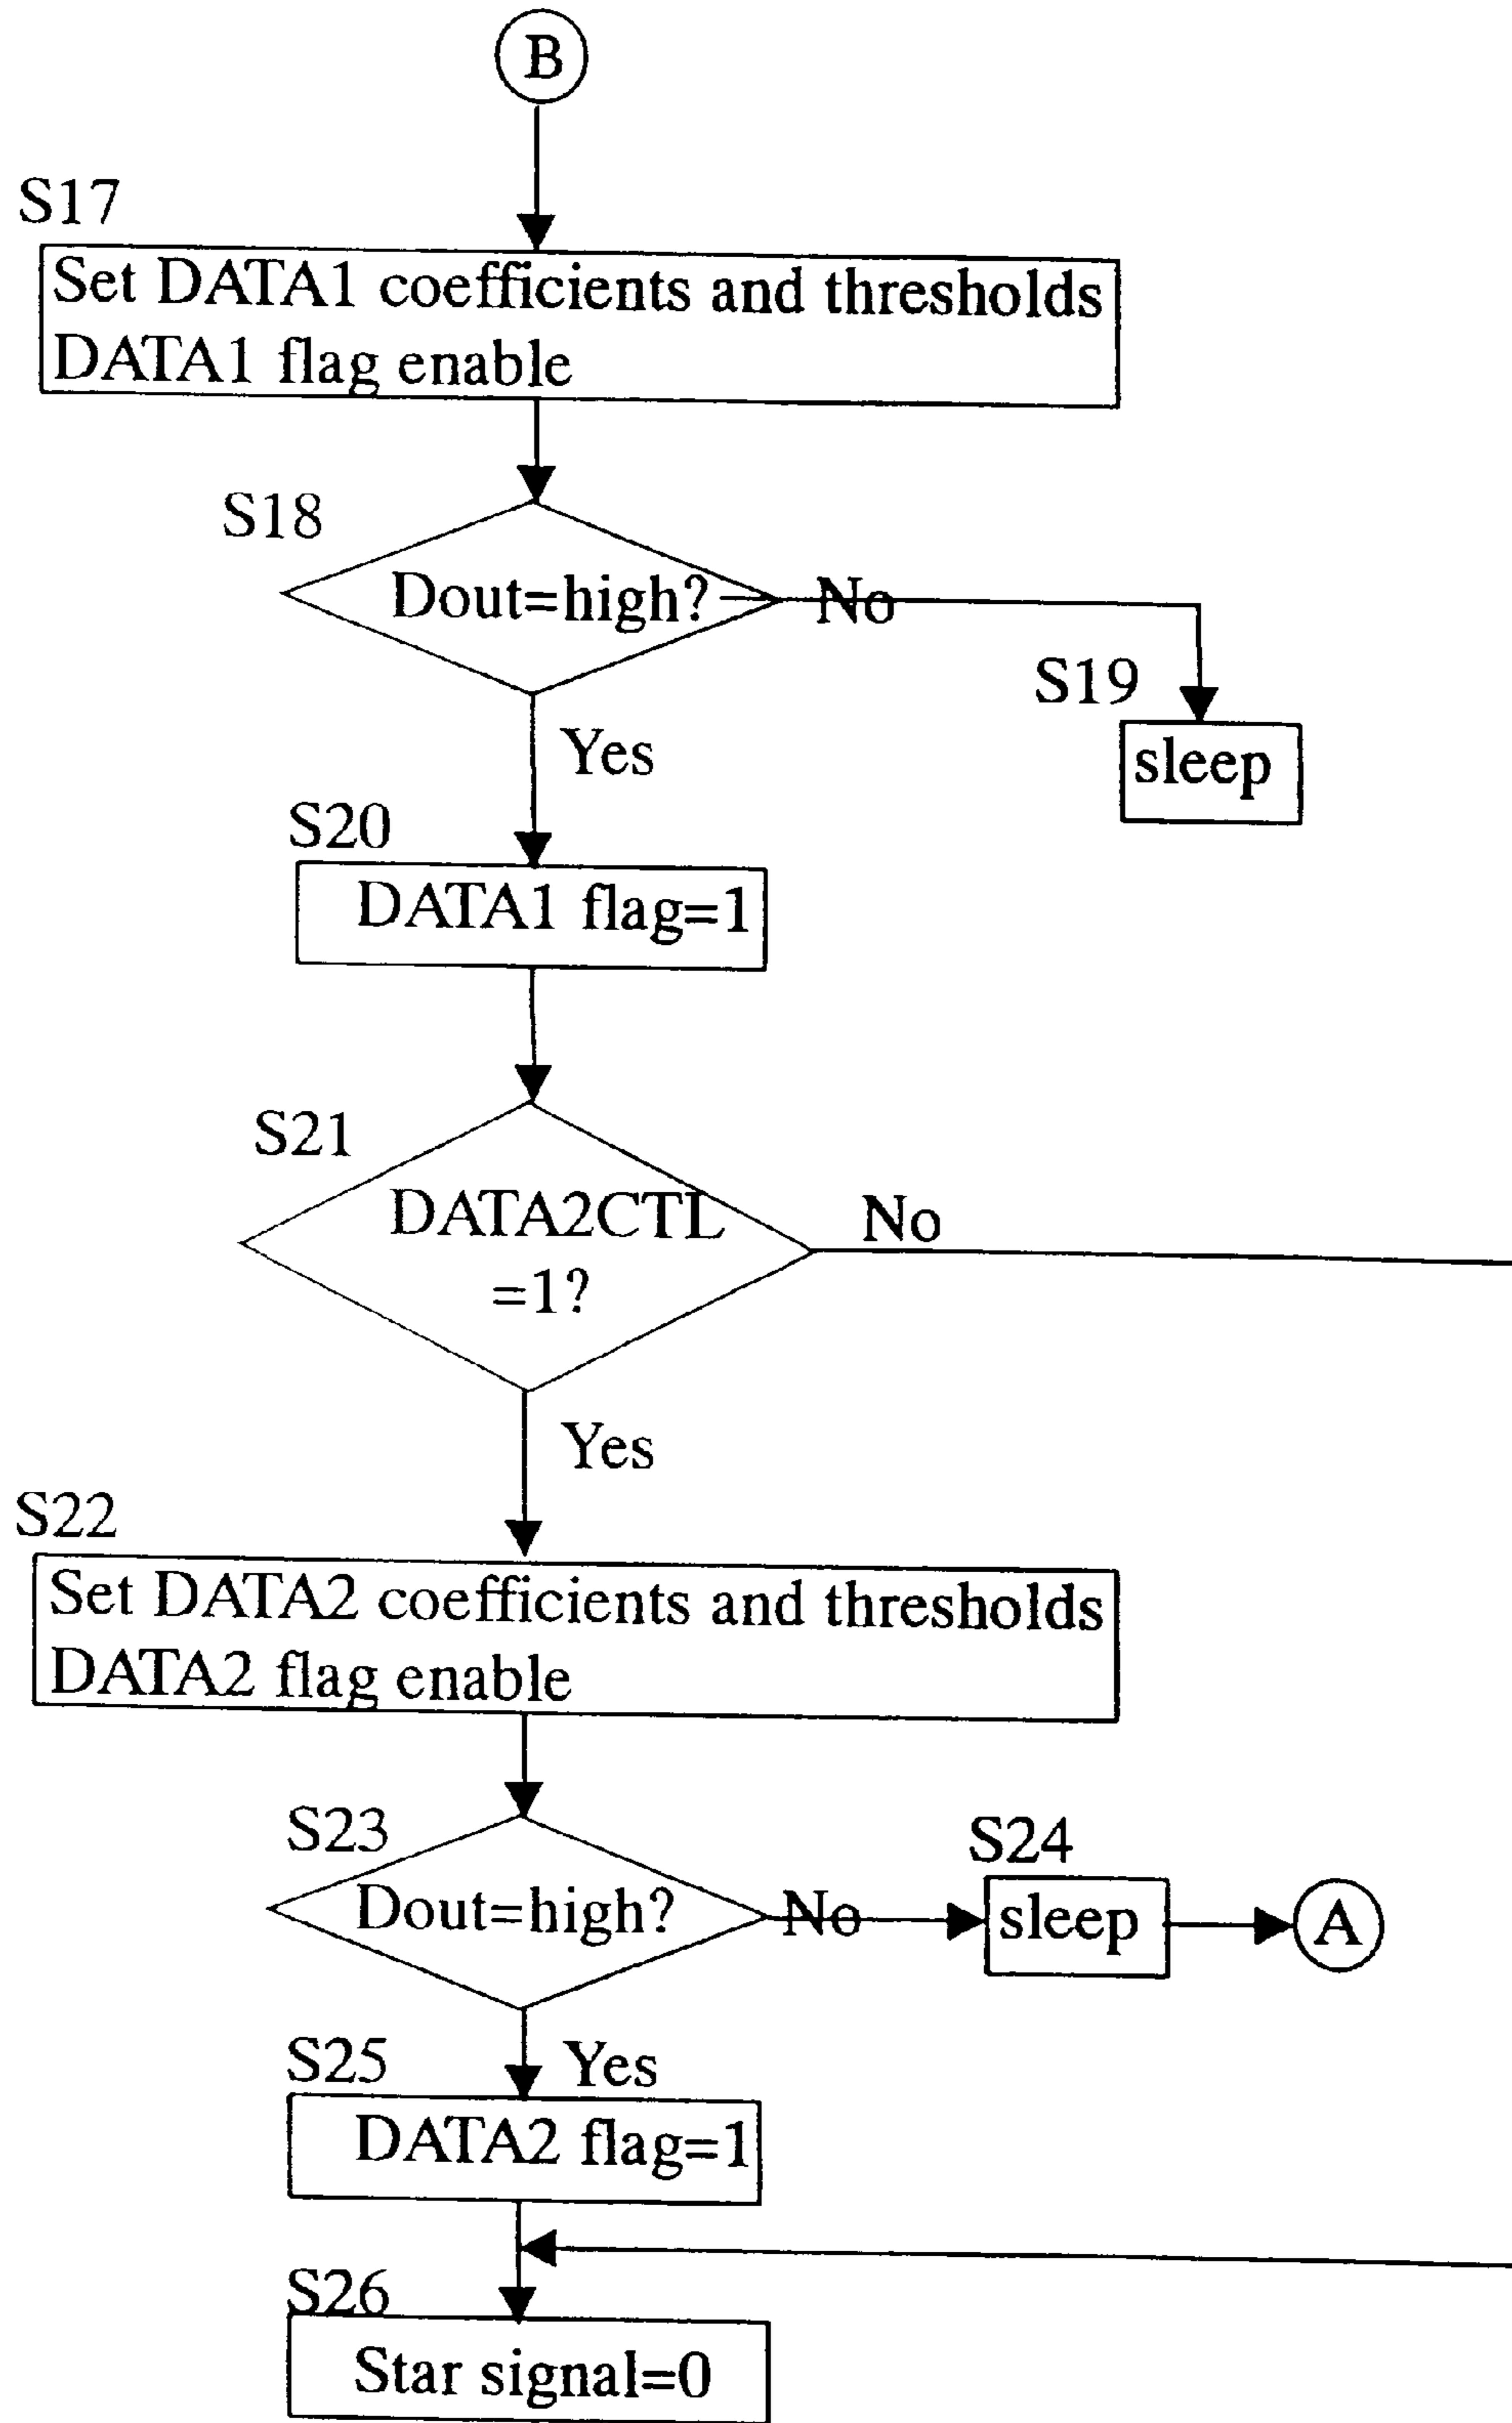 B
S17
Set DATA1 coefficients and thresholds
DATA1 flag enable
S18
Dout=high?
No
S19
sleep
Yes
S20
DATA1 flag=1
S21
DATA2CTL
=1?
No
Yes
S22
Set DATA2 coefficients and thresholds
DATA2 flag enable
S23
Dout=high?
No
S24
sleep
A
S25
Yes
DATA2 flag=1
S26
Star signal=0